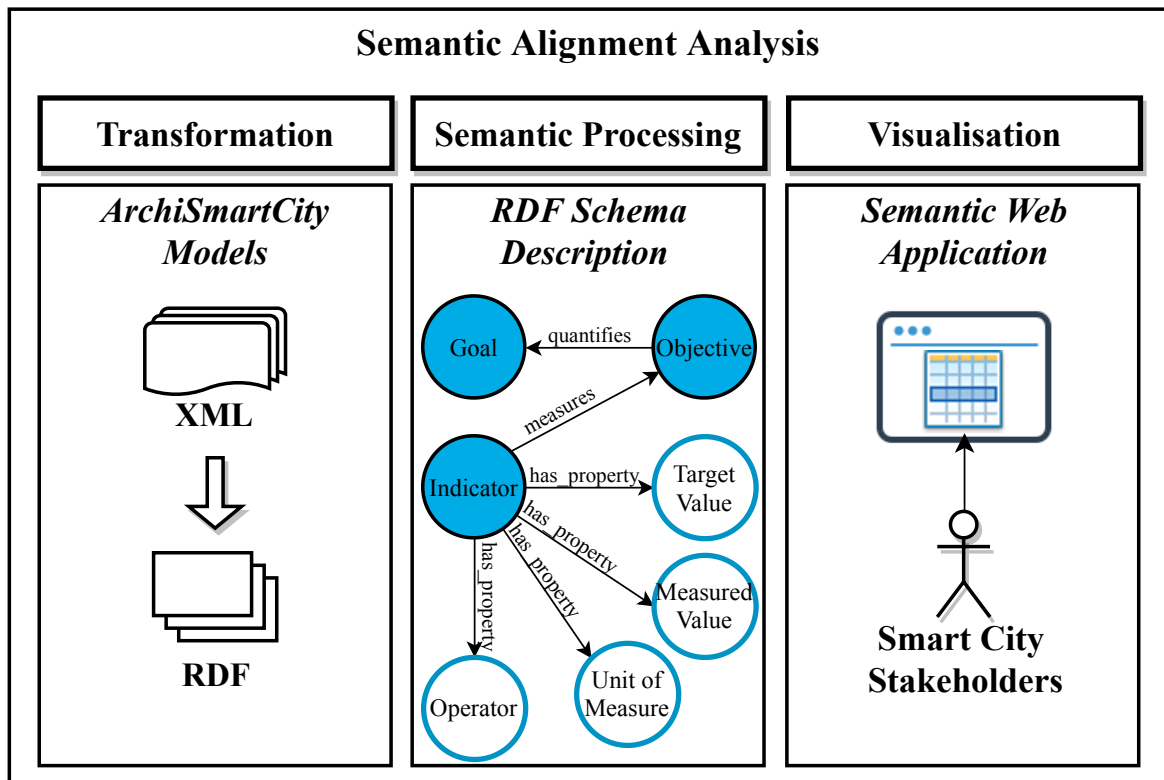 Semantic Alignment Analysis
Transformation
Semantic Processing
Visualisation
ArchiSmartCity
Models
XML
RDF
RDF Schema
Description
Goal
quantifies
Objective
measures
Indicator
has_property
Target
Value
has_property
Measured
Value
has_property
Unit of
Measure
has_property
Operator
Semantic Web
Application
Smart City
Stakeholders